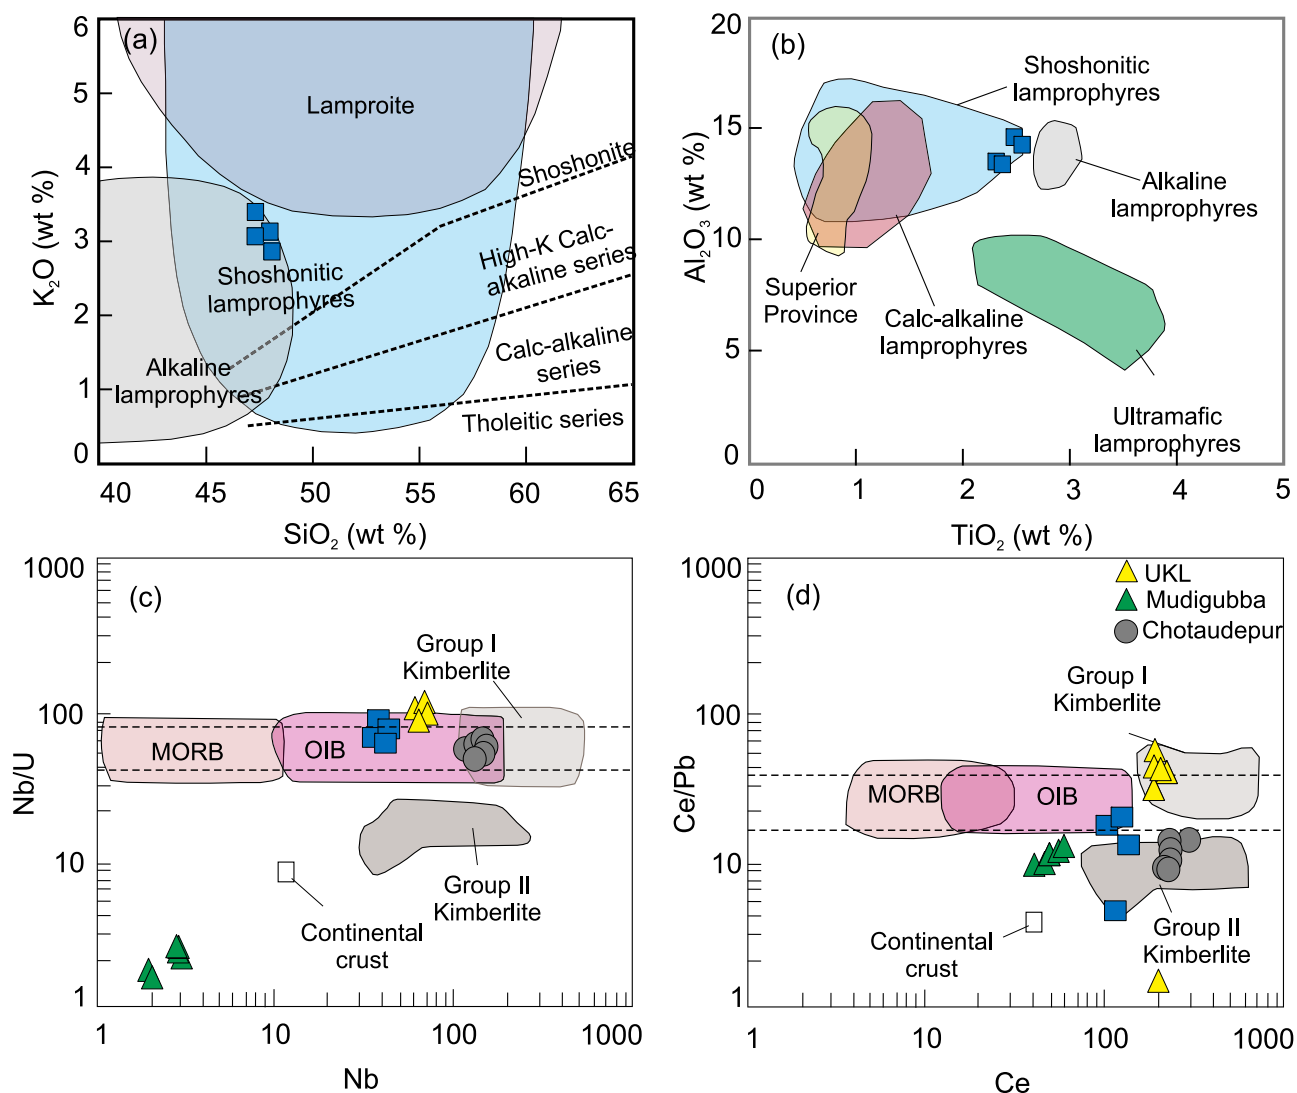 (a)
6
5
4
3
2
1
0
K₂O (wt %)
Lamproite
Shoshonite
High-K Calc-
alkaline series
Shoshonitic
lamprophyres
Calc-alkaline
series
Alkaline
lamprophyres
Tholeitic series
40 45 50 55 60 65
SiO₂ (wt %)
(b)
20
15
10
5
0
Al₂O₃ (wt %)
Shoshonitic
lamprophyres
Alkaline
lamprophyres
Superior
Province
Calc-alkaline
lamprophyres
Ultramafic
lamprophyres
0 1 2 3 4 5
TiO₂ (wt %)
(c)
1000
100
10
1
Nb/U
Group I
Kimberlite
MORB
OIB
Group II
Kimberlite
Continental
crust
1 10 100 1000
Nb
(d)
1000
100
10
1
Ce/Pb
UKL
Mudigubba
Chotaudepur
Group I
Kimberlite
MORB
OIB
Group II
Kimberlite
Continental
crust
1 10 100 1000
Ce